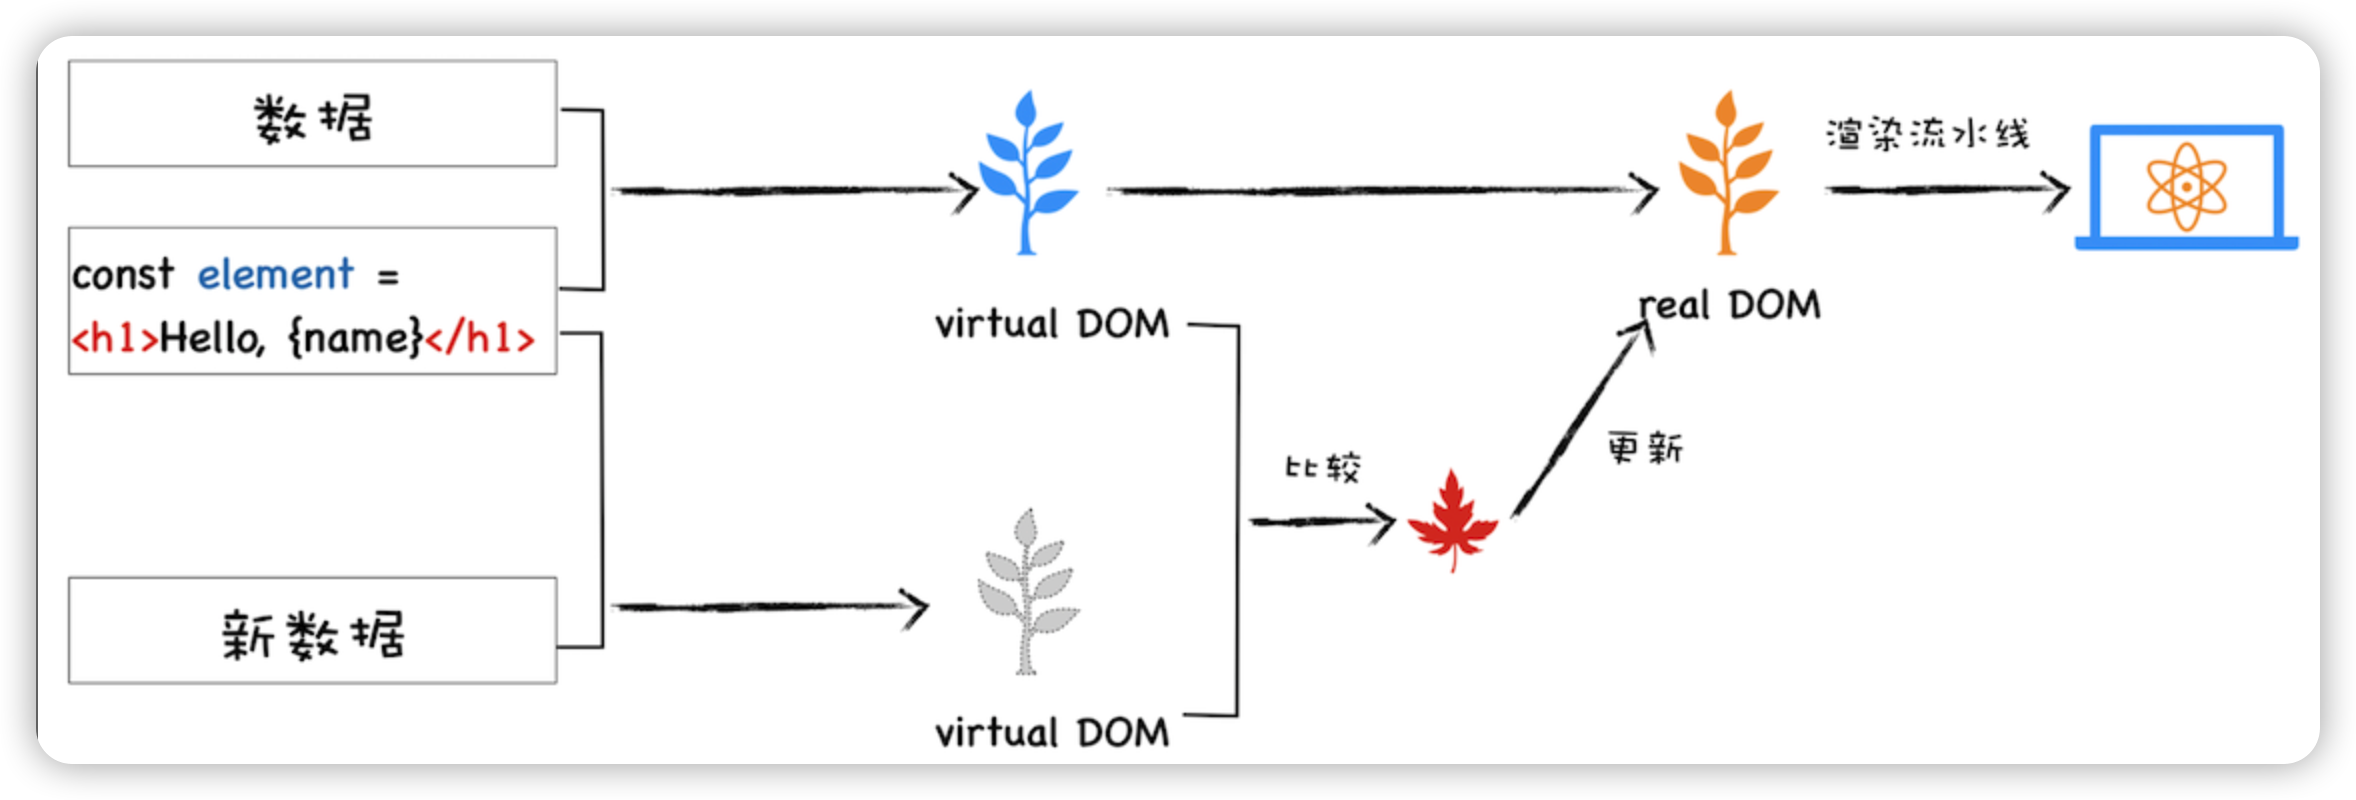 数据
渲染流水线
const element =
<h1>Hello, {name}</h1>
virtual DOM
real DOM
比较
更新
新数据
virtual DOM